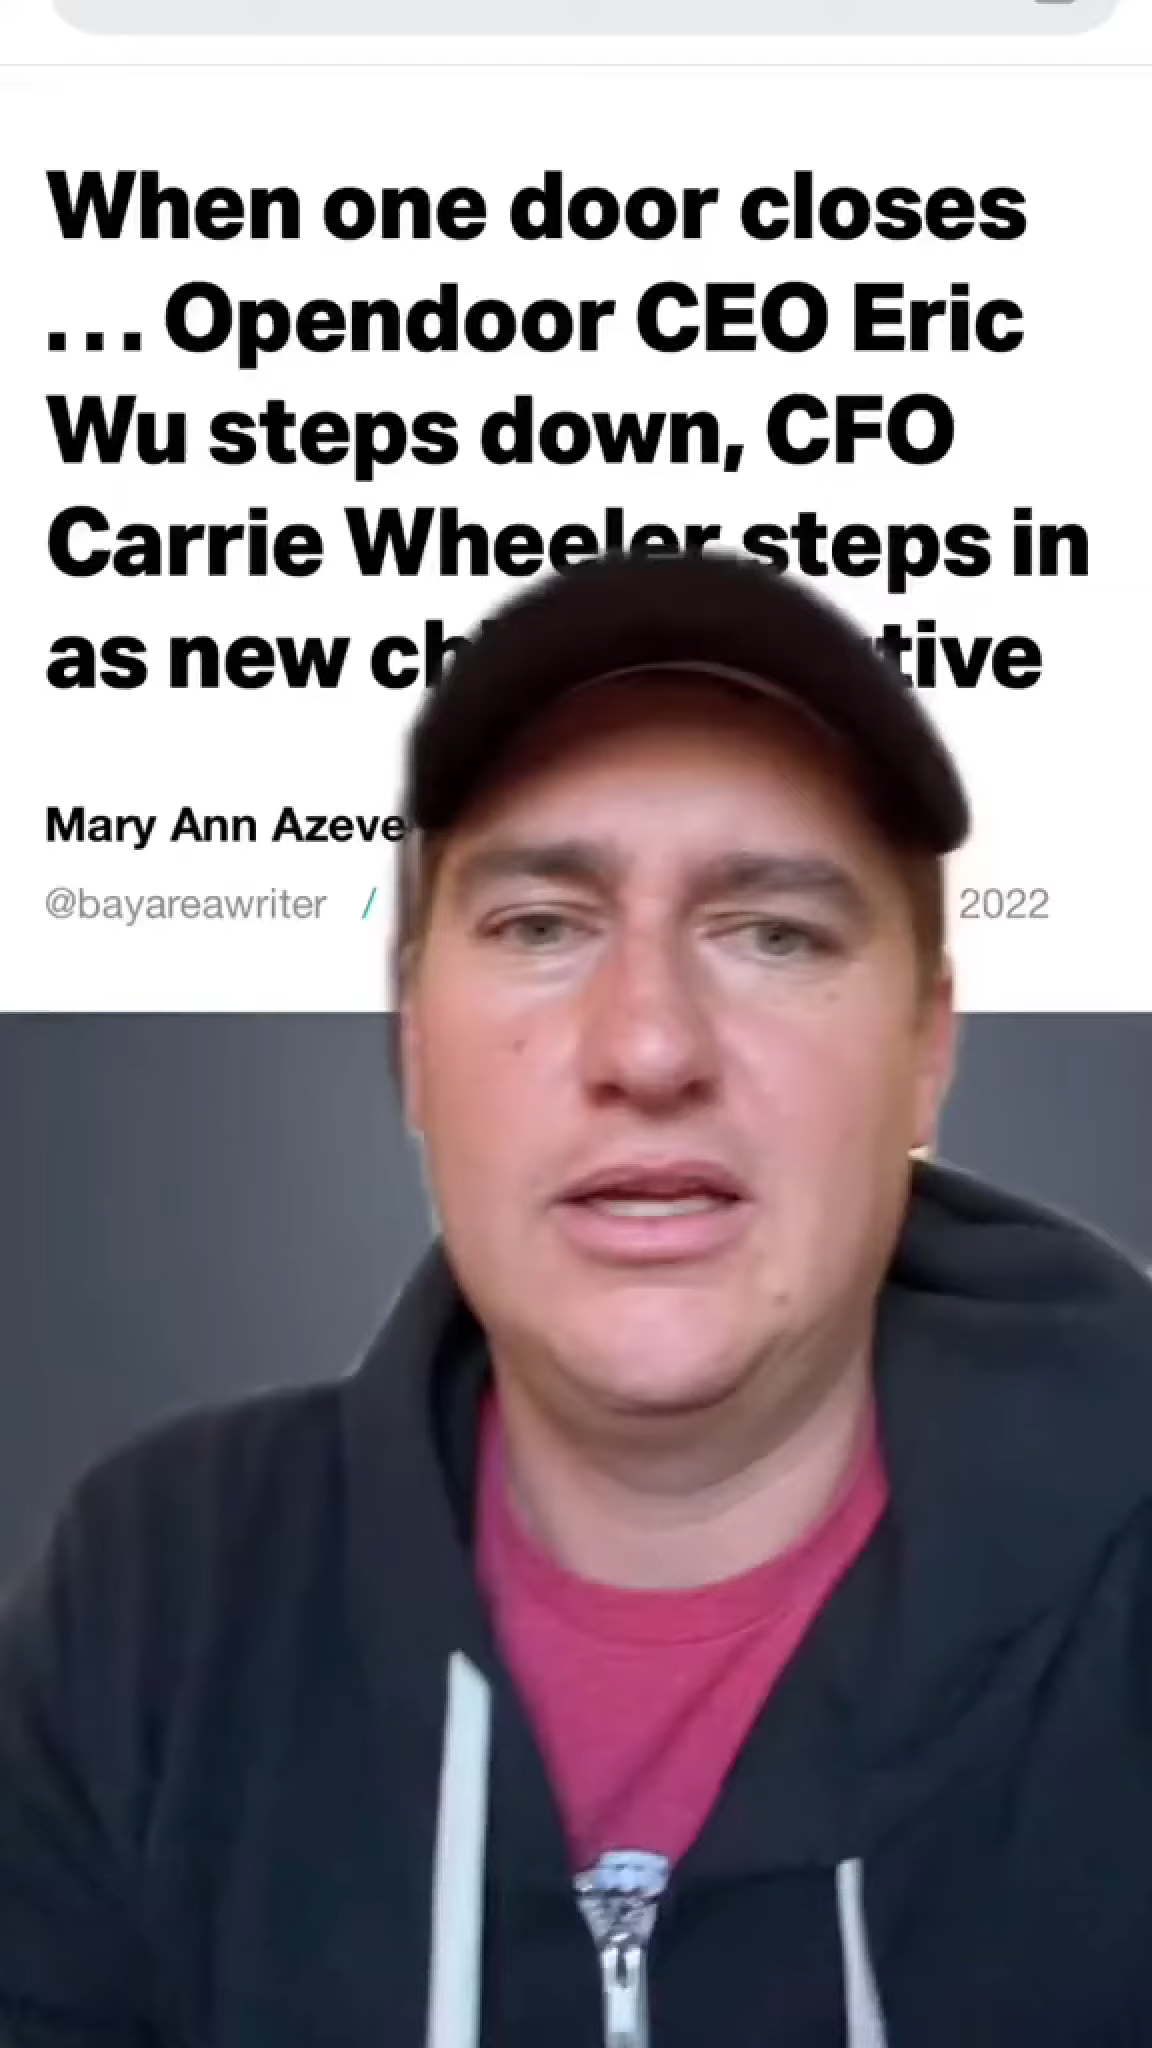 When one door closes
... Opendoor CEO Eric
Wu steps down, CFO
Carrie Wheeler steps in
as new tive
Mary Ann Azeve
@bayareawriter / 2022